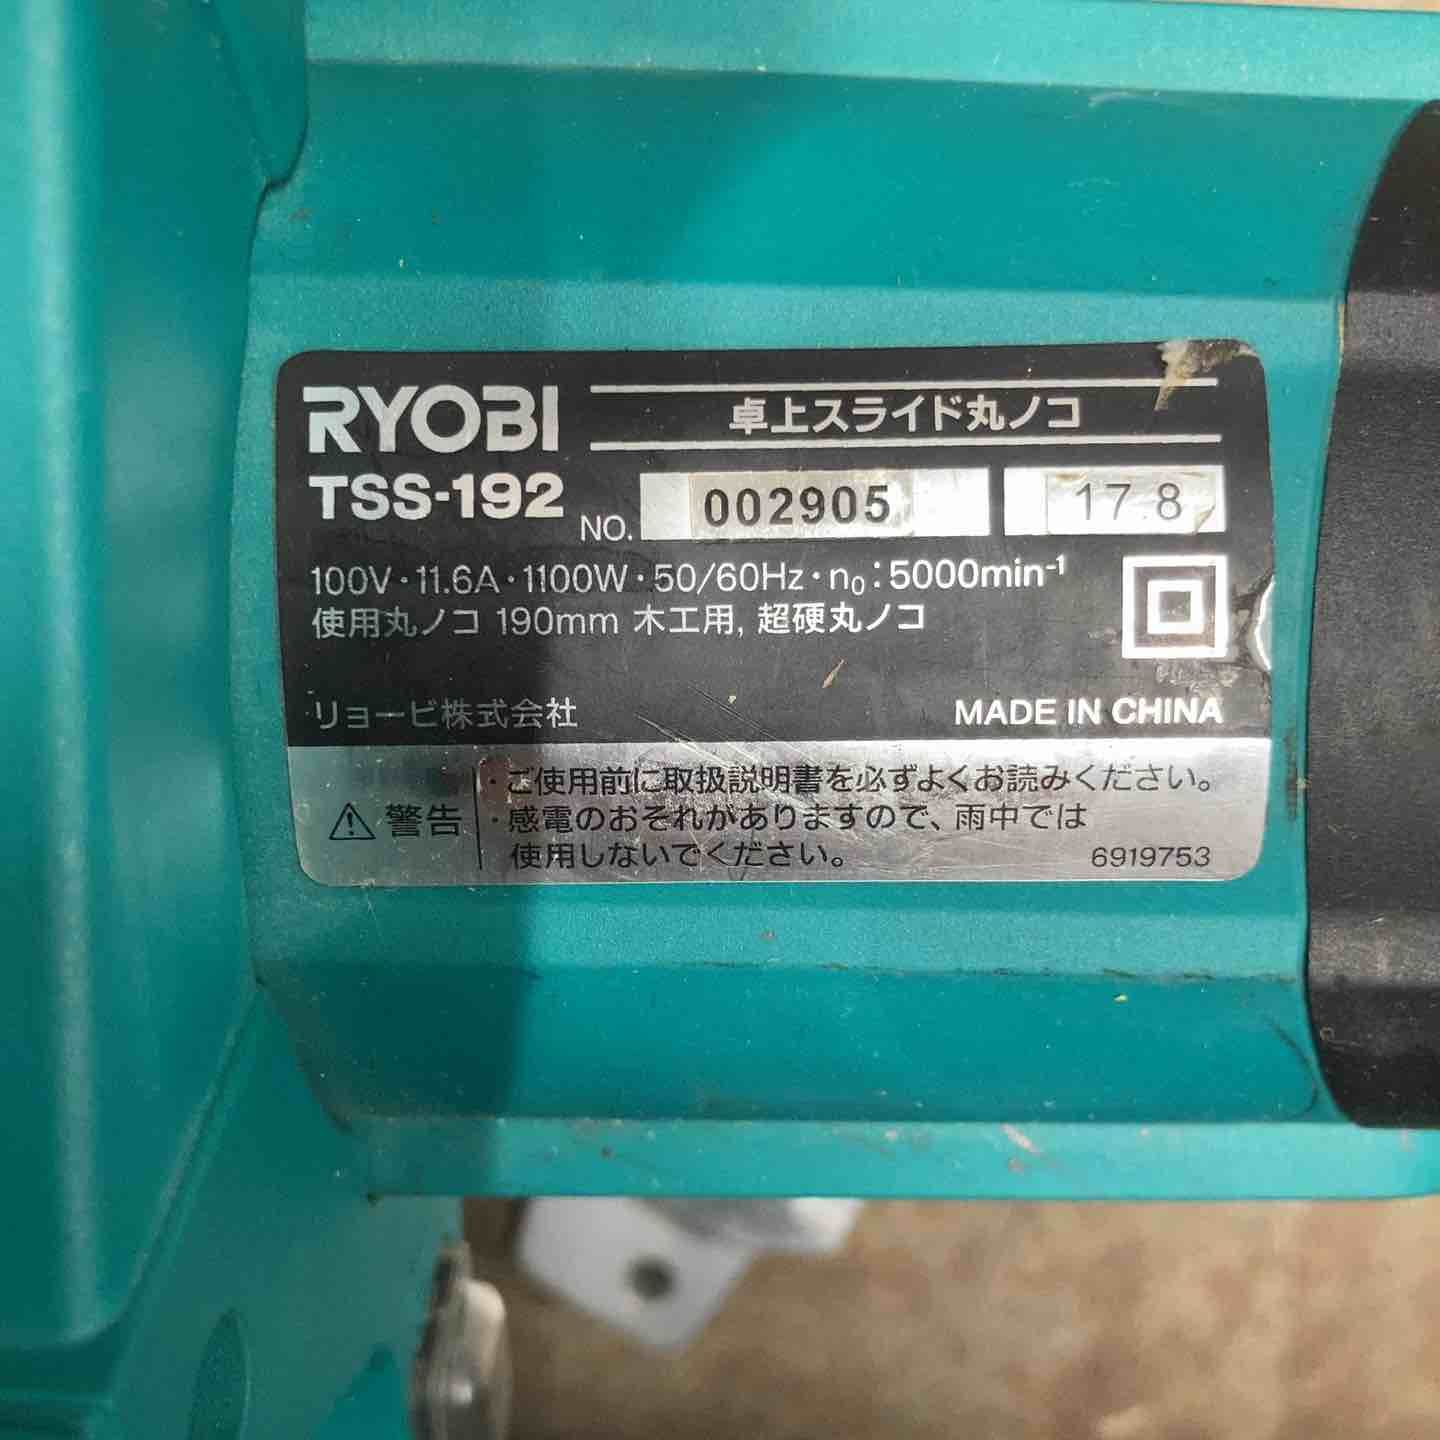 RYOBI 卓上スライド丸ノコ
TSS-192 NO. 002905 17.8
100V・11.6A・1100W・50/60Hz・n₀:5000min⁻¹
使用丸ノコ 190mm 木工用, 超硬丸ノコ
リョービ株式会社 MADE IN CHINA
⚠ 警告
・ご使用前に取扱説明書を必ずよくお読みください。
・感電のおそれがありますので、雨中では
使用しないでください。 6919753